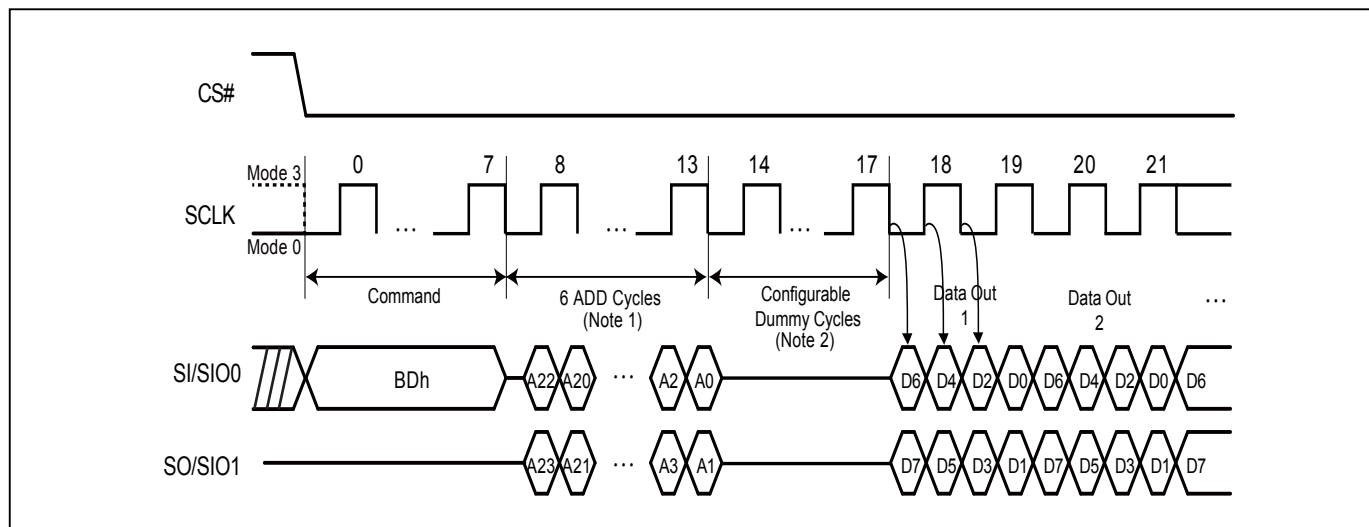 CS#
0 7 8 13 14 17 18 19 20 21
Mode 3
SCLK
Mode 0
... ... ...
Command
6 ADD Cycles
(Note 1)
Configurable
Dummy Cycles
(Note 2)
Data Out
1
Data Out
2
...
SI/SIO0
BDh
A22 A20 ... A2 A0
D6 D4 D2 D0 D6 D4 D2 D0 D6
SO/SIO1
A23 A21 ... A3 A1
D7 D5 D3 D1 D7 D5 D3 D1 D7